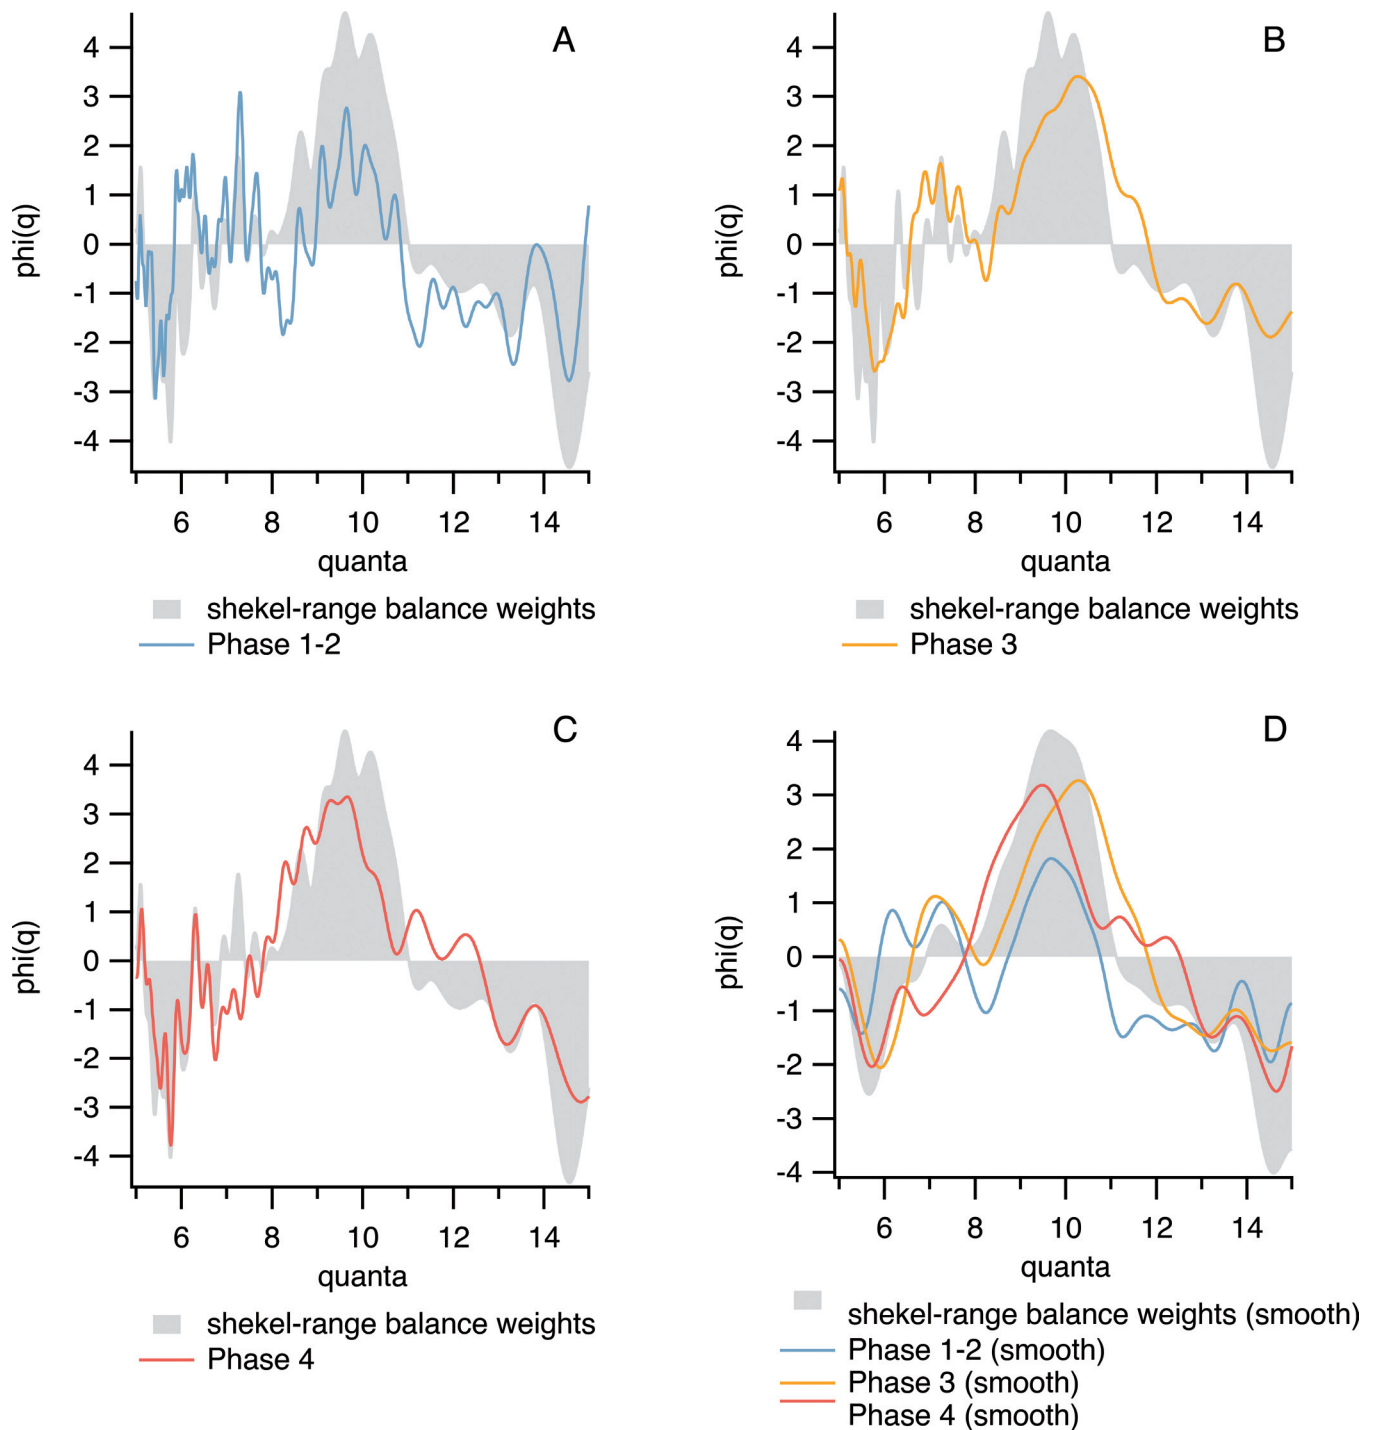 A
phi(q)
4
3
2
1
0
-1
-2
-3
-4
6 8 10 12 14
quanta
shekel-range balance weights
Phase 1-2
B
phi(q)
4
3
2
1
0
-1
-2
-3
-4
6 8 10 12 14
quanta
shekel-range balance weights
Phase 3
C
phi(q)
4
3
2
1
0
-1
-2
-3
-4
6 8 10 12 14
quanta
shekel-range balance weights
Phase 4
D
phi(q)
4
3
2
1
0
-1
-2
-3
-4
6 8 10 12 14
quanta
shekel-range balance weights (smooth)
Phase 1-2 (smooth)
Phase 3 (smooth)
Phase 4 (smooth)